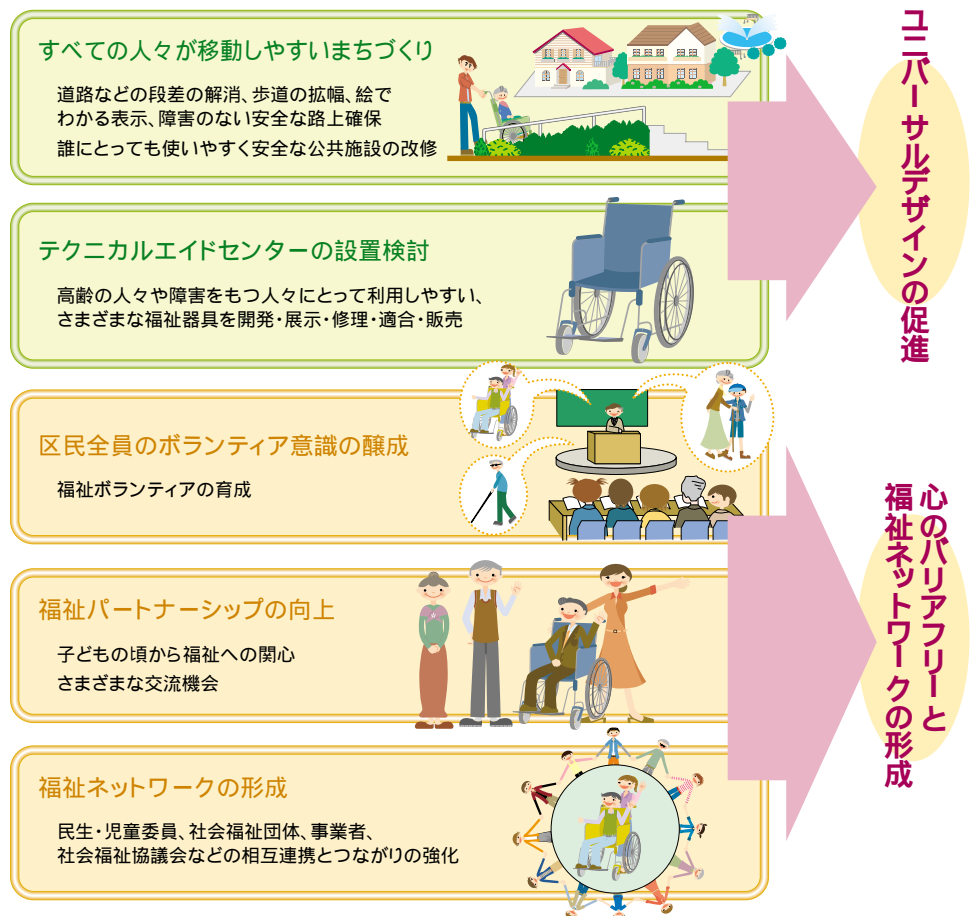 すべての人々が移動しやすいまちづくり
道路などの段差の解消、歩道の拡幅、絵で
わかる表示、障害のない安全な路上確保
誰にとっても使いやすく安全な公共施設の改修
テクニカルエイドセンターの設置検討
高齢の人々や障害をもつ人々にとって利用しやすい、
さまざまな福祉器具を開発・展示・修理・適合・販売
ユニバーサルデザインの促進
区民全員のボランティア意識の醸成
福祉ボランティアの育成
福祉パートナーシップの向上
子どもの頃から福祉への関心
さまざまな交流機会
福祉ネットワークの形成
民生・児童委員、社会福祉団体、事業者、
社会福祉協議会などの相互連携とつながりの強化
心のバリアフリーと
福祉ネットワークの形成